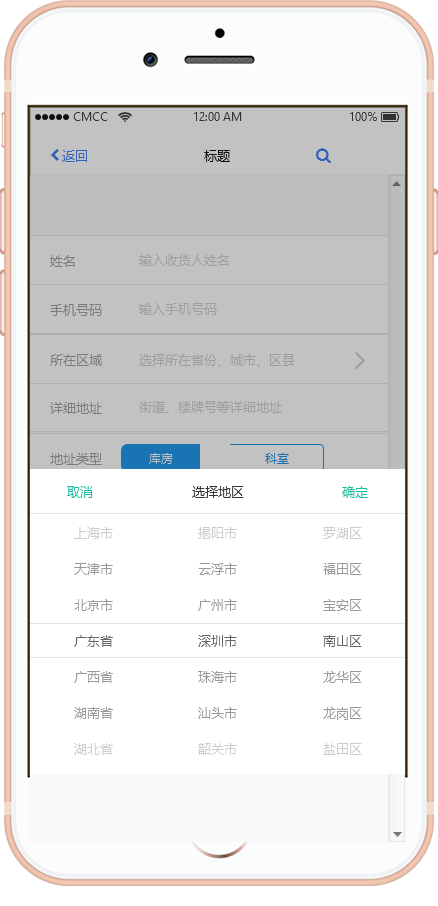 CMCC 12:00 AM 100%
返回 标题
姓名 输入收货人姓名
手机号码 输入手机号码
所在区域 选择所在省份、城市、区县
详细地址 街道、楼牌号等详细地址
地址类型 库房 科室
取消 选择地区 确定
上海市 揭阳市 罗湖区
天津市 云浮市 福田区
北京市 广州市 宝安区
广东省 深圳市 南山区
广西省 珠海市 龙华区
湖南省 汕头市 龙岗区
湖北省 韶关市 盐田区